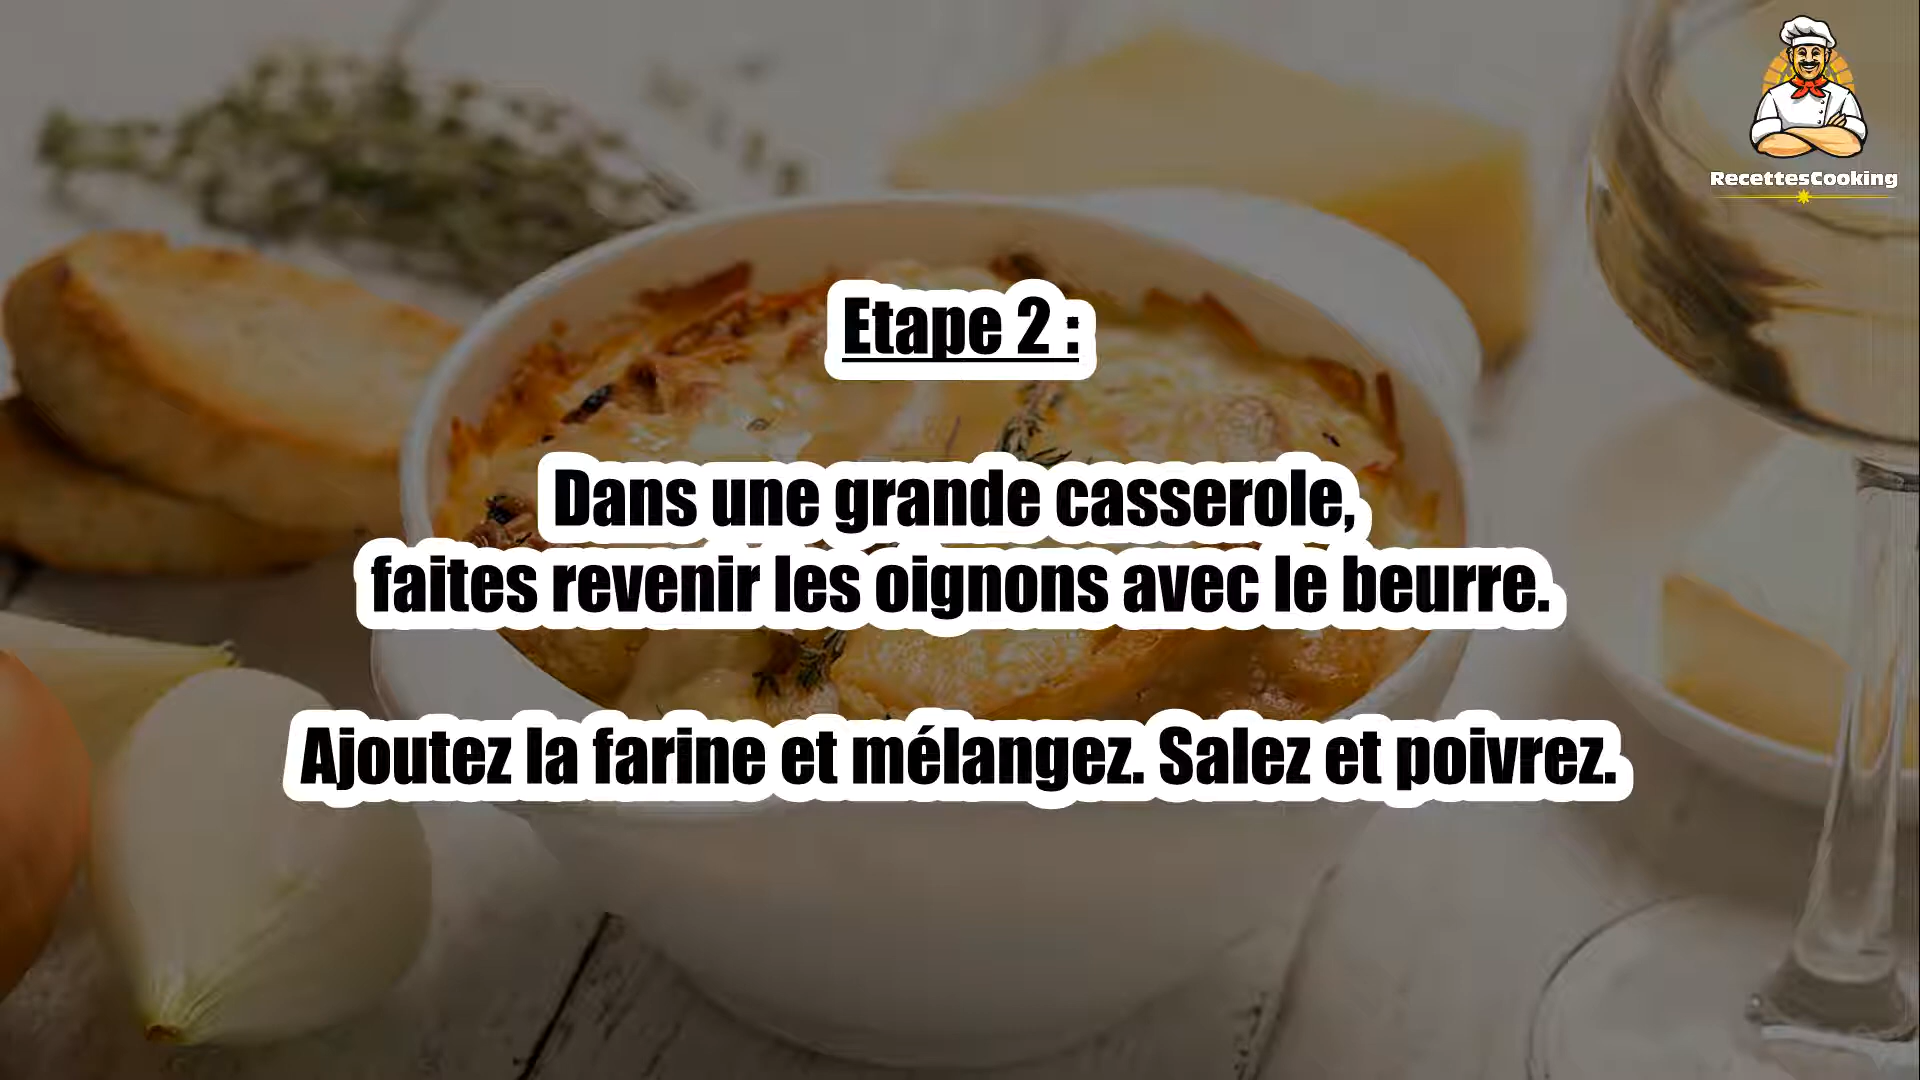 RecettesCooking
Etape 2 :
Dans une grande casserole,
faites revenir les oignons avec le beurre.
Ajoutez la farine et mélangez. Salez et poivrez.